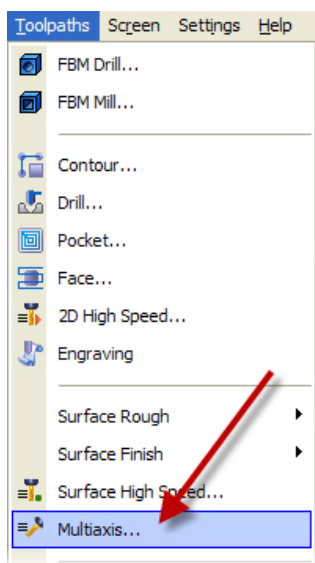 Toolpaths Screen Settings Help
FBM Drill...
FBM Mill...
Contour...
Drill...
Pocket...
Face...
2D High Speed...
Engraving
Surface Rough
Surface Finish
Surface High Speed...
Multiaxis...